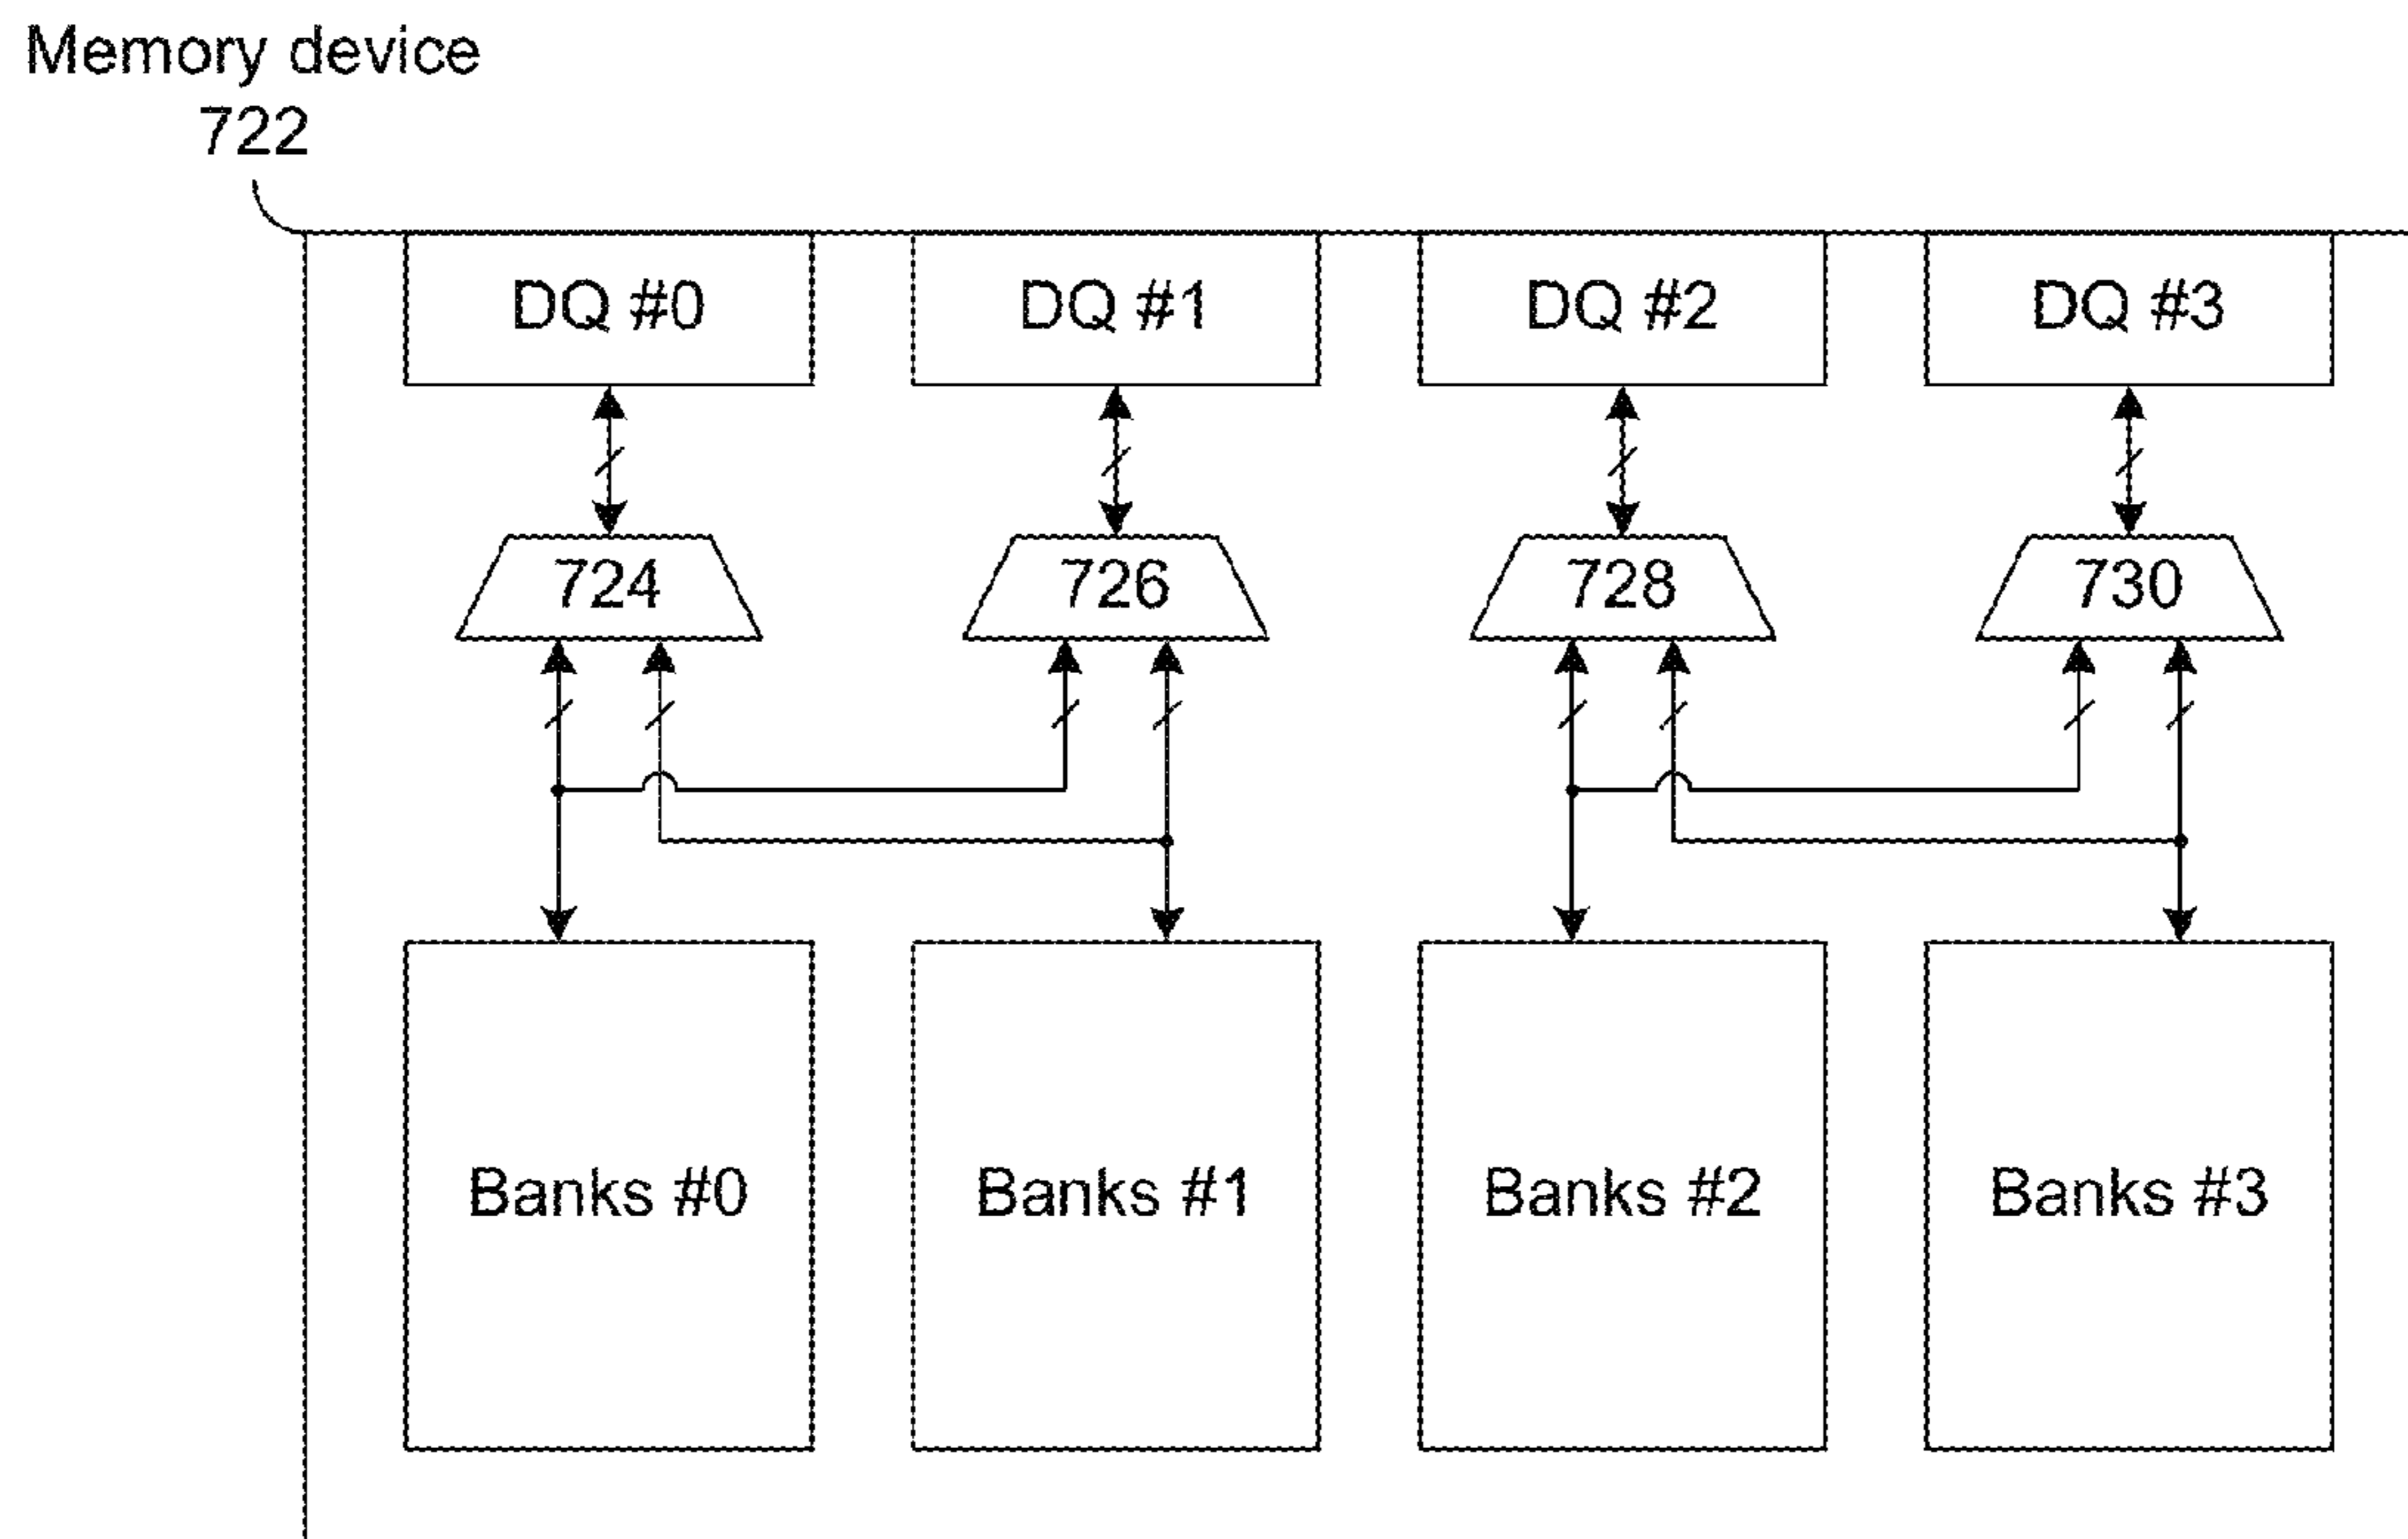 Memory device
722
DQ #0
DQ #1
DQ #2
DQ #3
724
726
728
730
Banks #0
Banks #1
Banks #2
Banks #3